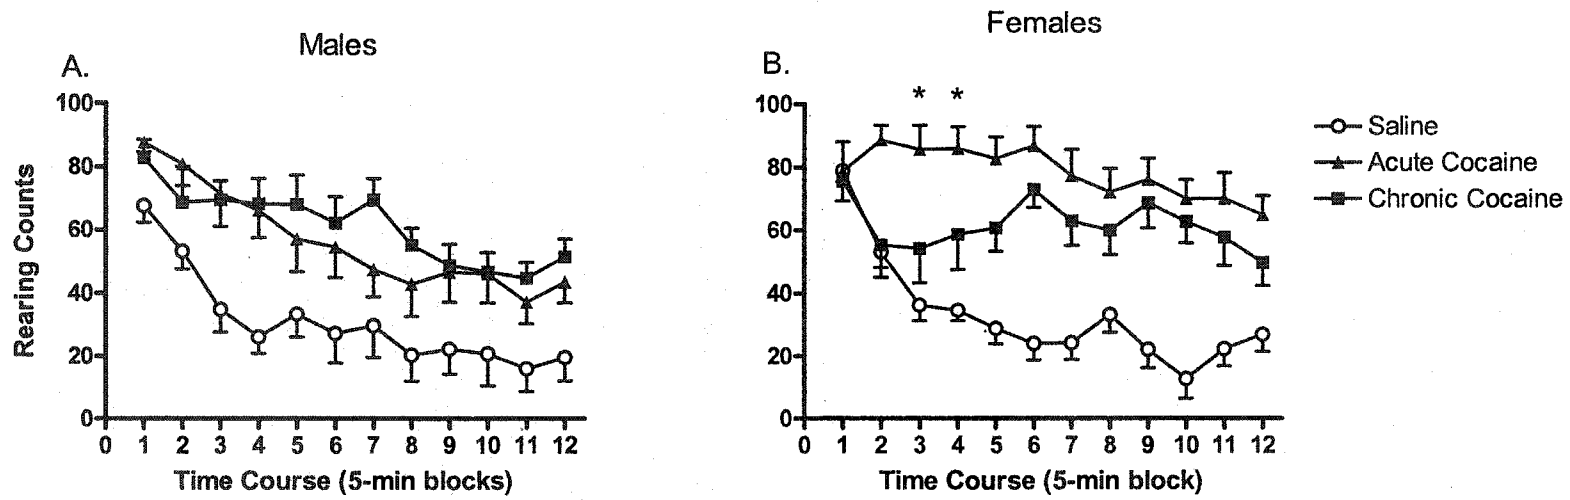 Males
Females
A.
B.
* *
100
80
60
40
20
0
Rearing Counts
0 1 2 3 4 5 6 7 8 9 10 11 12
Time Course (5-min blocks)
100
80
60
40
20
0
0 1 2 3 4 5 6 7 8 9 10 11 12
Time Course (5-min block)
Saline
Acute Cocaine
Chronic Cocaine